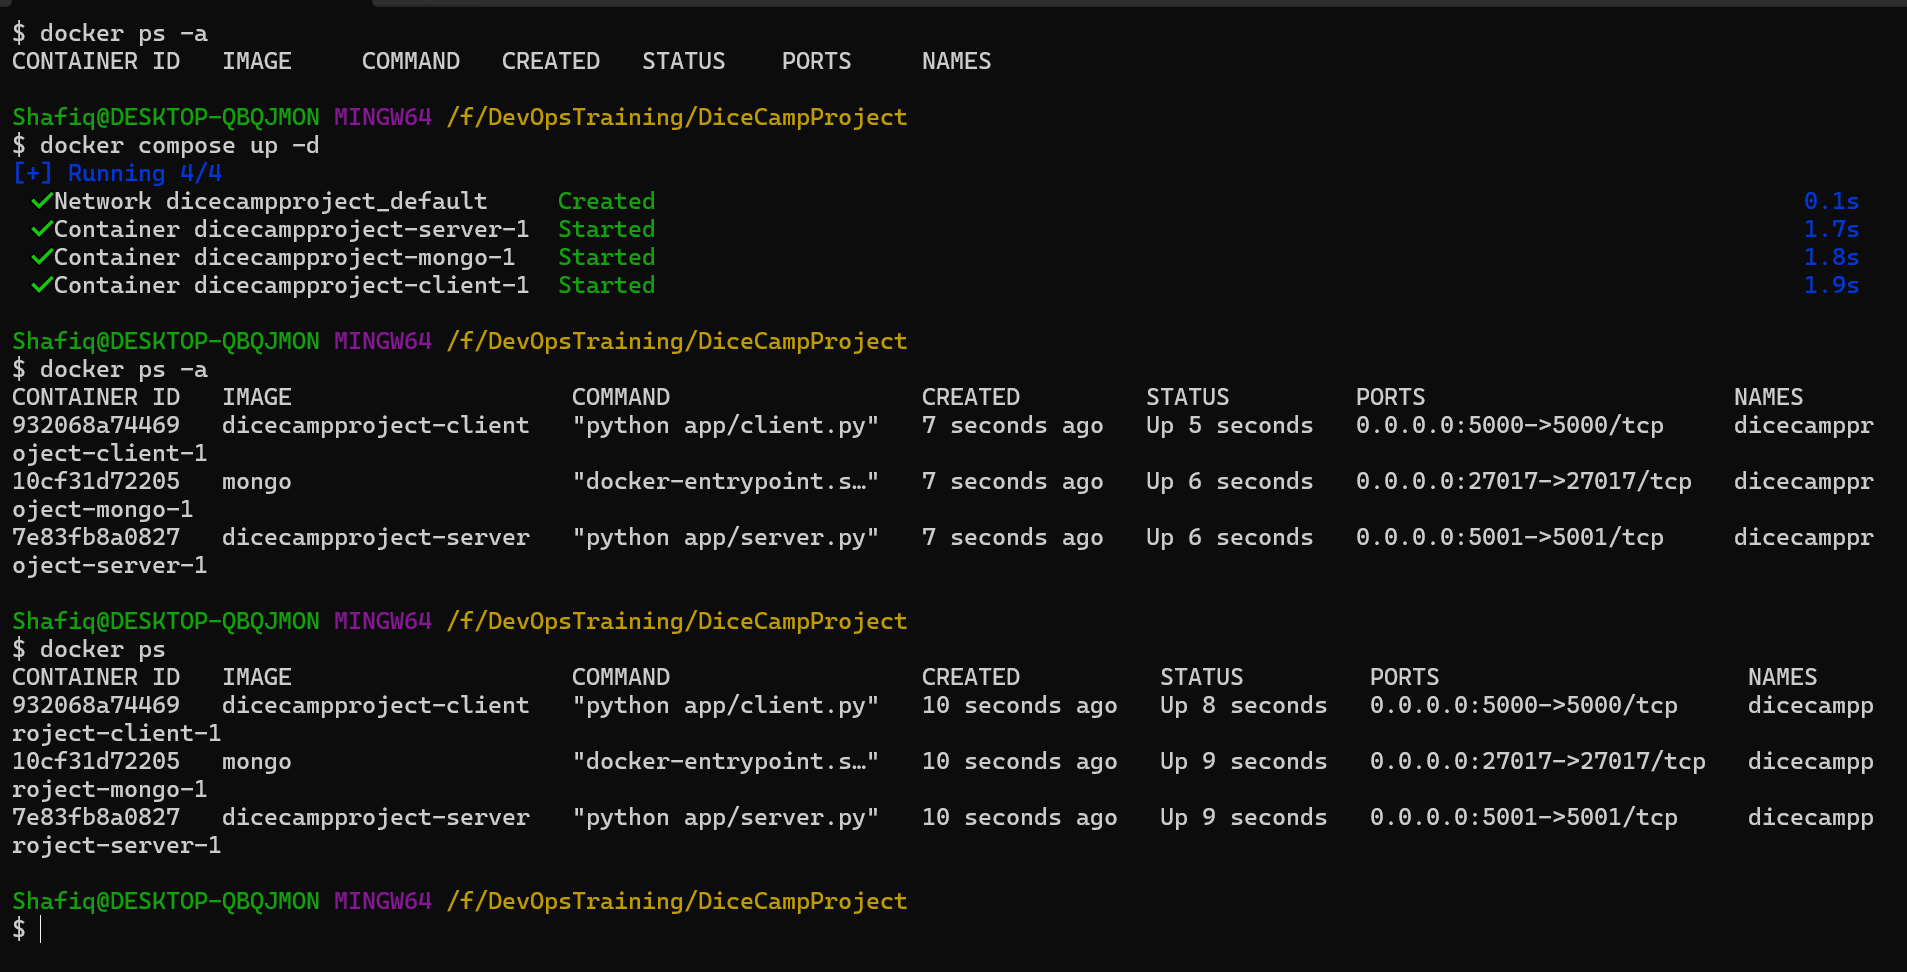 $ docker ps -a
CONTAINER ID   IMAGE     COMMAND   CREATED   STATUS    PORTS     NAMES
Shafiq@DESKTOP-QBQJMON MINGW64 /f/DevOpsTraining/DiceCampProject
$ docker compose up -d
[+] Running 4/4
✔Network dicecampproject_default     Created     0.1s
✔Container dicecampproject-server-1  Started     1.7s
✔Container dicecampproject-mongo-1   Started     1.8s
✔Container dicecampproject-client-1  Started     1.9s
Shafiq@DESKTOP-QBQJMON MINGW64 /f/DevOpsTraining/DiceCampProject
$ docker ps -a
CONTAINER ID   IMAGE                    COMMAND                  CREATED         STATUS         PORTS                      NAMES
932068a74469   dicecampproject-client   "python app/client.py"   7 seconds ago   Up 5 seconds   0.0.0.0:5000->5000/tcp     dicecamppr
oject-client-1
10cf31d72205   mongo                    "docker-entrypoint.s…"   7 seconds ago   Up 6 seconds   0.0.0.0:27017->27017/tcp   dicecamppr
oject-mongo-1
7e83fb8a0827   dicecampproject-server   "python app/server.py"   7 seconds ago   Up 6 seconds   0.0.0.0:5001->5001/tcp     dicecamppr
oject-server-1
Shafiq@DESKTOP-QBQJMON MINGW64 /f/DevOpsTraining/DiceCampProject
$ docker ps
CONTAINER ID   IMAGE                    COMMAND                  CREATED          STATUS         PORTS                      NAMES
932068a74469   dicecampproject-client   "python app/client.py"   10 seconds ago   Up 8 seconds   0.0.0.0:5000->5000/tcp     dicecampp
roject-client-1
10cf31d72205   mongo                    "docker-entrypoint.s…"   10 seconds ago   Up 9 seconds   0.0.0.0:27017->27017/tcp   dicecampp
roject-mongo-1
7e83fb8a0827   dicecampproject-server   "python app/server.py"   10 seconds ago   Up 9 seconds   0.0.0.0:5001->5001/tcp     dicecampp
roject-server-1
Shafiq@DESKTOP-QBQJMON MINGW64 /f/DevOpsTraining/DiceCampProject
$